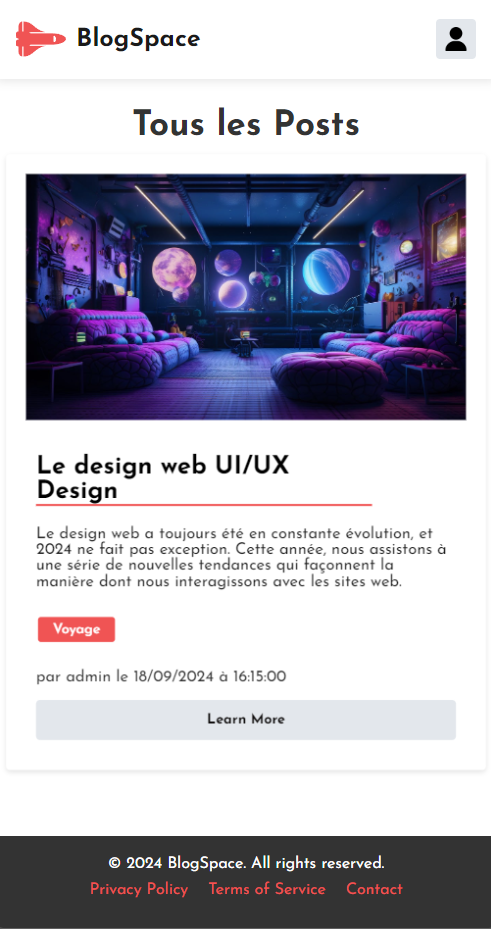 BlogSpace
Tous les Posts
Le design web UI/UX
Design
Le design web a toujours été en constante évolution, et
2024 ne fait pas exception. Cette année, nous assistons à
une série de nouvelles tendances qui façonnent la
manière dont nous interagissons avec les sites web.
Voyage
par admin le 18/09/2024 à 16:15:00
Learn More
© 2024 BlogSpace. All rights reserved.
Privacy Policy Terms of Service Contact